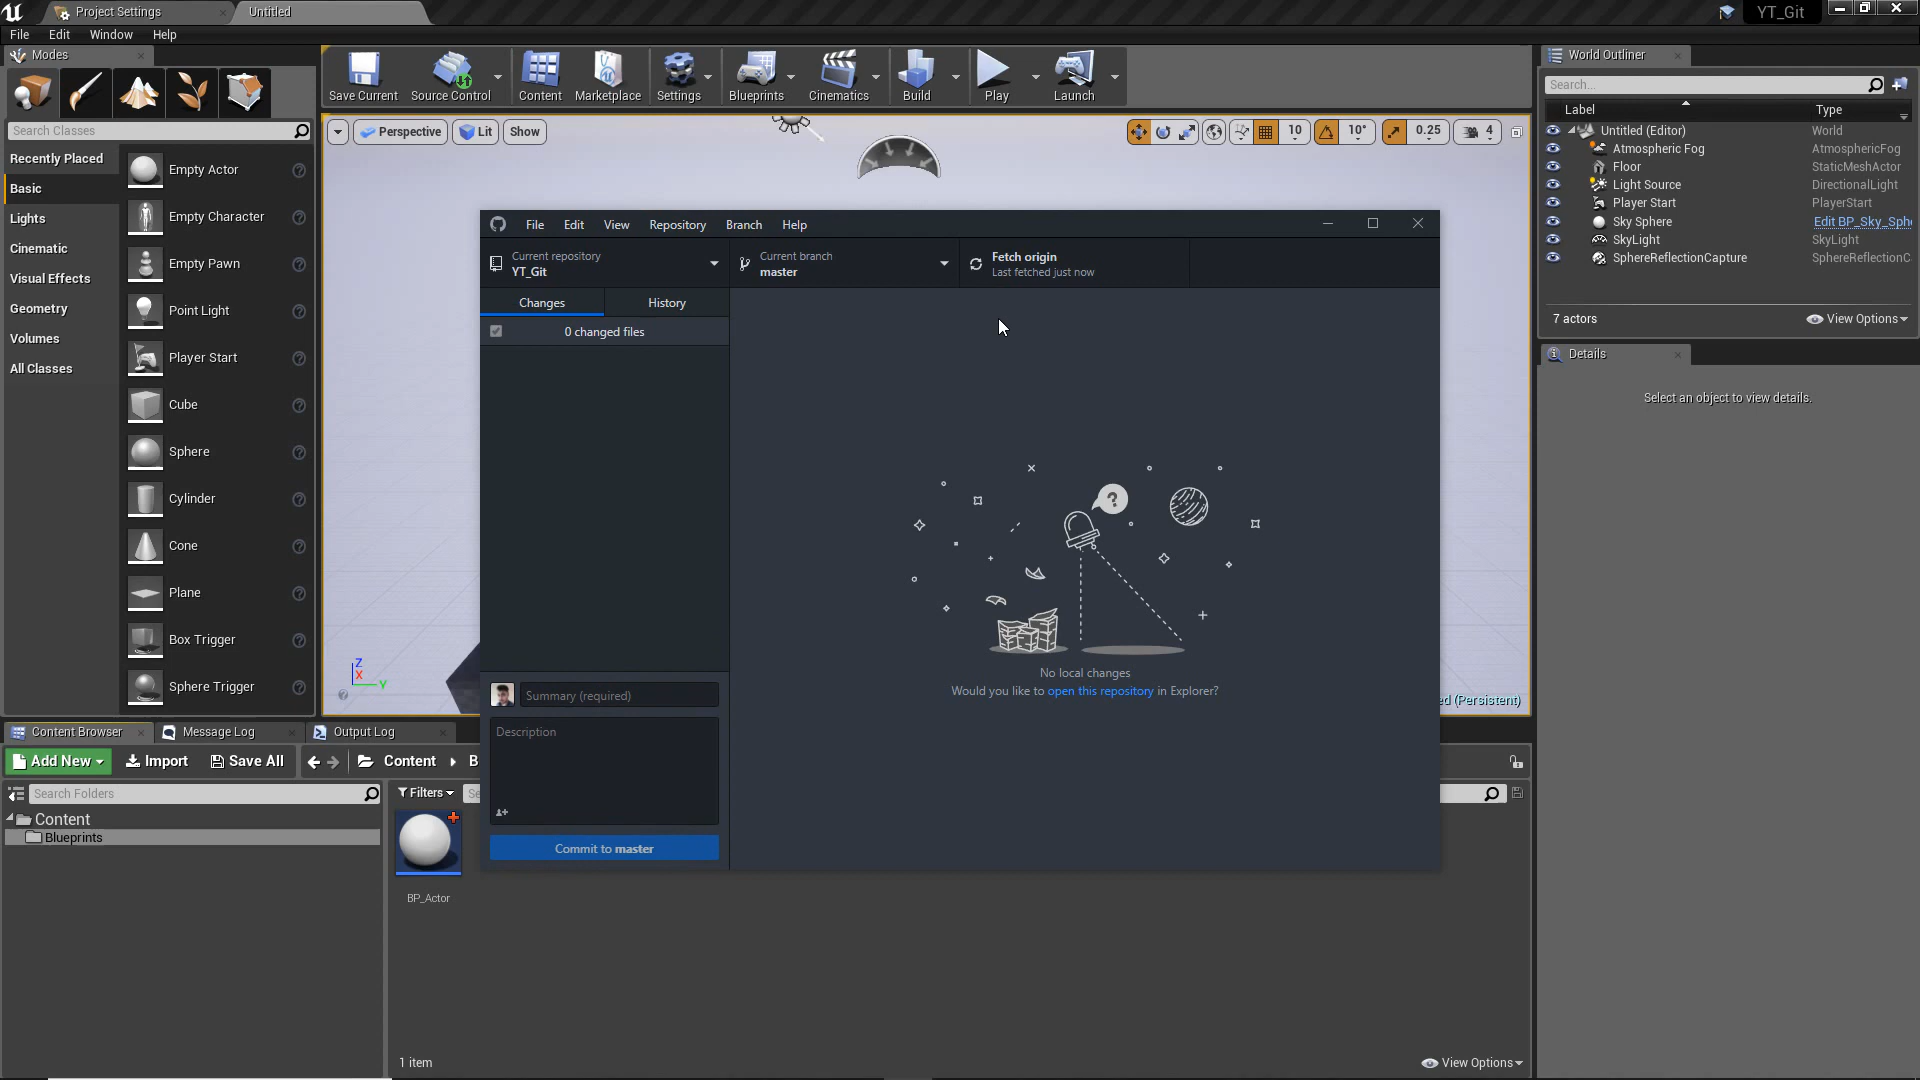 Project Settings
Untitled
YT_Git
File Edit Window Help
Modes
Search Classes
Recently Placed
Basic
Lights
Cinematic
Visual Effects
Geometry
Volumes
All Classes
Empty Actor
Empty Character
Empty Pawn
Point Light
Player Start
Cube
Sphere
Cylinder
Cone
Plane
Box Trigger
Sphere Trigger
Save Current
Source Control
Content
Marketplace
Settings
Blueprints
Cinematics
Build
Play
Launch
Perspective Lit Show
10 10° 0.25 4
File Edit View Repository Branch Help
Current repository
YT_Git
Current branch
master
Fetch origin
Last fetched just now
Changes History
0 changed files
?
No local changes
Would you like to open this repository in Explorer?
Summary (required)
Description
Commit to master
Z
X
Y
ed (Persistent)
World Outliner
Search...
Label Type
Untitled (Editor) World
Atmospheric Fog AtmosphericFog
Floor StaticMeshActor
Light Source DirectionalLight
Player Start PlayerStart
Sky Sphere Edit BP_Sky_Sph
SkyLight SkyLight
SphereReflectionCapture SphereReflectionC
7 actors View Options
Details
Select an object to view details.
Content Browser Message Log Output Log
Add New Import Save All Content B
Search Folders
Filters Se
Content
Blueprints
BP_Actor
1 item View Options